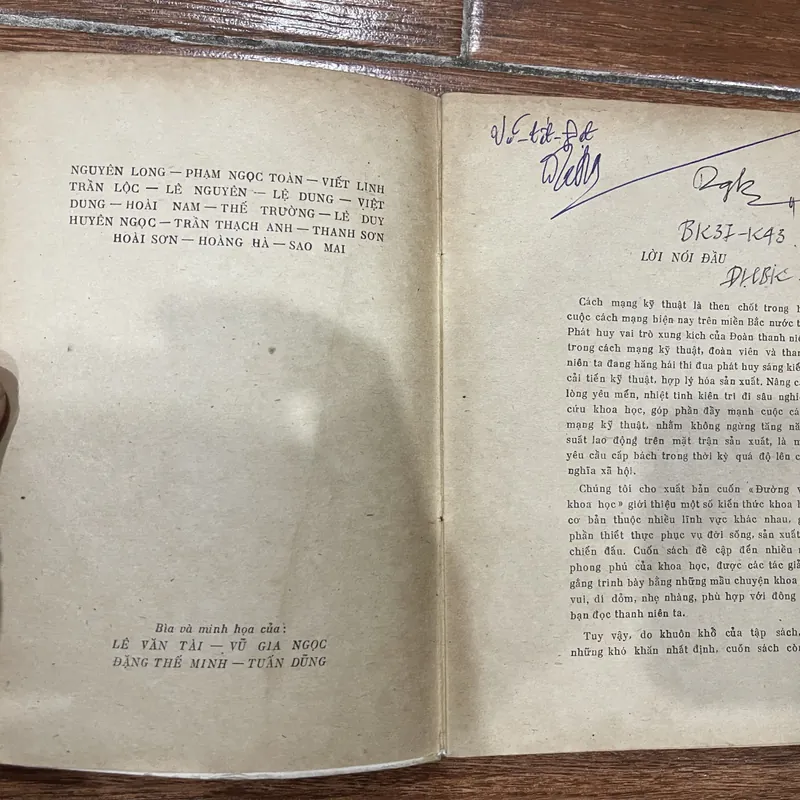 NGUYÊN LONG — PHẠM NGỌC TOÀN — VIẾT LINH
TRẦN LỘC — LÊ NGUYÊN — LỆ DUNG — VIỆT
DUNG — HOÀI NAM — THẾ TRƯỜNG — LÊ DUY
HUYỀN NGỌC — TRẦN THẠCH ANH — THANH SƠN
HOÀI SƠN — HOÀNG HÀ — SAO MAI
Bìa và minh họa của:
LÊ VĂN TÀI — VŨ GIA NGỌC
ĐẶNG THẾ MINH — TUẤN DŨNG
BK37-K43
LỜI NÓI ĐẦU
ĐHBK
Cách mạng kỹ thuật là then chốt trong
cuộc cách mạng hiện nay trên miền Bắc nước
Phát huy vai trò xung kích của Đoàn thanh
trong cách mạng kỹ thuật, đoàn viên và
niên ta đang hăng hái thi đua phát huy sáng
cải tiến kỹ thuật, hợp lý hóa sản xuất. Nâng
lòng yêu mến, nhiệt tình kiên trì đi sâu
cứu khoa học, góp phần đẩy mạnh cuộc
mạng kỹ thuật, nhằm không ngừng tăng
suất lao động trên mặt trận sản xuất, là
yêu cầu cấp bách trong thời kỳ quá độ lên
nghĩa xã hội.
Chúng tôi cho xuất bản cuốn «Đường
khoa học» giới thiệu một số kiến thức khoa
cơ bản thuộc nhiều lĩnh vực khác nhau,
phần thiết thực phục vụ đời sống, sản xuất
chiến đấu. Cuốn sách đề cập đến nhiều
phong phú của khoa học, được các tác
gắng trình bày bằng những mẩu chuyện khoa
vui, dí dỏm, nhẹ nhàng, phù hợp với đông
bạn đọc thanh niên ta.
Tuy vậy, do khuôn khổ của tập sách,
những khó khăn nhất định, cuốn sách